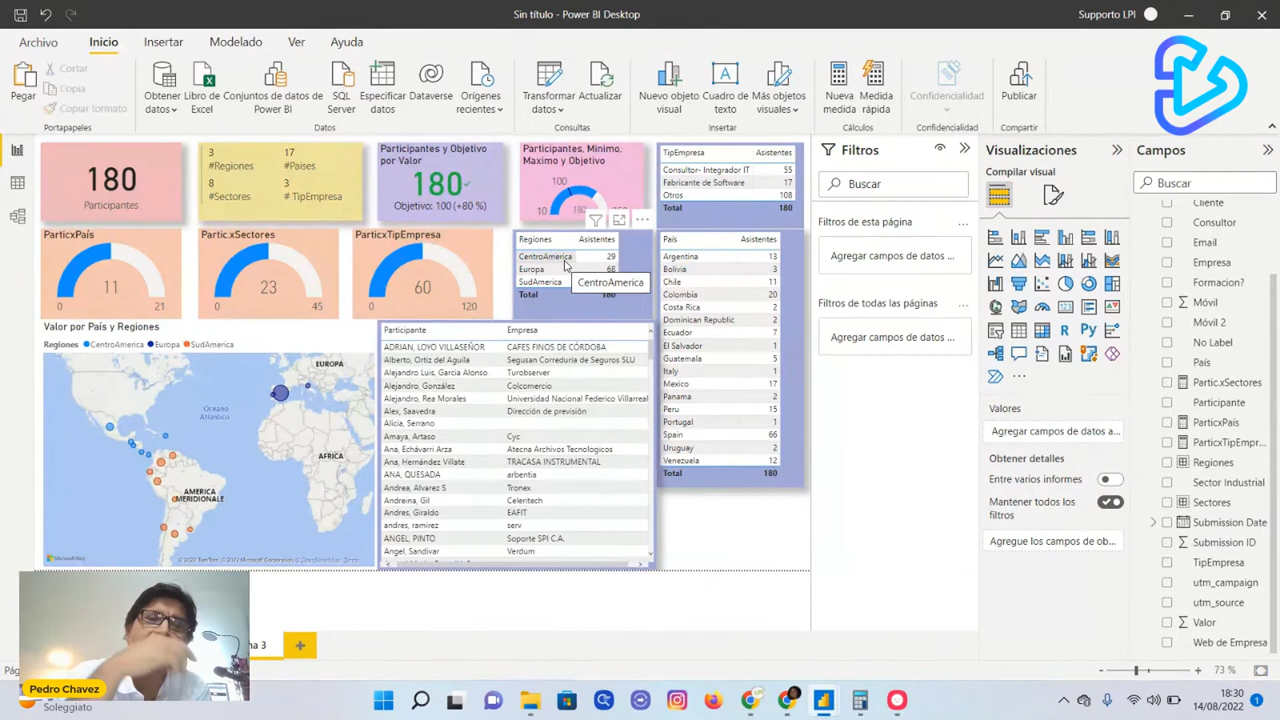 Sin título - Power BI Desktop
Supporto LPI
Archivo
Inicio
Insertar
Modelado
Ver
Ayuda
Pegar
Cortar
Copia
Copiar formato
Portapapeles
Obtener datos
Libro de Excel
Conjuntos de datos de Power BI
SQL Server
Especificar datos
Dataverse
Orígenes recientes
Datos
Transformar datos
Actualizar
Consultas
Nuevo objeto visual
Cuadro de texto
Más objetos visuales
Insertar
Nueva medida
Medida rápida
Cálculos
Confidencialidad
Confidencialidad
Publicar
Compartir
180
Participantes
3
#Regiones
17
#Paises
8
#Sectores
3
# TipEmpresa
Participantes y Objetivo por Valor
180
Objetivo: 100 (+80 %)
Participantes, Minimo, Maximo y Objetivo
100
10
180
TipEmpresa Asistentes
Consultor- Integrador IT 55
Fabricante de Software 17
Otros 108
Total 180
ParticxPaís
11
0
21
Partic.xSectores
23
0
45
ParticxTipEmpresa
60
0
120
Regiones Asistentes
CentroAmerica 29
Europa 68
SudAmerica
Total 180
CentroAmerica
País Asistentes
Argentina 13
Bolivia 3
Chile 11
Colombia 20
Costa Rica 2
Dominican Republic 2
Ecuador 7
El Salvador 1
Guatemala 5
Italy 1
Mexico 17
Panama 2
Peru 15
Portugal 1
Spain 66
Uruguay 2
Venezuela 12
Total 180
Valor por País y Regiones
Regiones CentroAmerica Europa SudAmerica
EUROPA
Oceano Atlantico
AFRICA
AMERICA MERIDIONALE
Microsoft Bing
Participante Empresa
ADRIAN, LOYO VILLASEÑOR CAFES FINOS DE CÓRDOBA
Alberto, Ortiz del Aguila Segusan Correduria de Seguros SLU
Alejandro Luis, Garcia Alonso Turobserver
Alejandro, González Colcomercio
Alejandro, Rea Morales Universidad Nacional Federico Villarreal
Alex, Saavedra Dirección de previsión
Alicia, Serrano
Amaya, Artaso Cyc
Ana, Echávarri Arza Atecna Archivos Tecnologicos
Ana, Hernández Villate TRACASA INSTRUMENTAL
ANA, QUESADA arbentia
Andrea, Alvarez S Tronex
Andreina, Gil Celeritech
Andres, Giraldo EAFIT
andres, ramirez serv
ANGEL, PINTO Soporte SPI C.A.
Angel, Sandivar Verdum
Filtros
Buscar
Filtros de esta página
Agregar campos de datos ...
Filtros de todas las páginas
Agregar campos de datos ...
Visualizaciones
Compilar visual
R
Py
Valores
Agregar campos de datos a...
Obtener detalles
Entre varios informes
Mantener todos los filtros
Agregue los campos de ob...
Campos
Buscar
Cliente
Consultor
Email
Empresa
Formacion?
Móvil
Móvil 2
No Label
País
Partic.xSectores
Participante
ParticxPaís
ParticxTipEmpr...
Regiones
Sector Industrial
Sectores
Submission Date
Submission ID
TipEmpresa
utm_campaign
utm_source
Valor
Web de Empresa
na 3
73 %
Pedro Chavez
Soleggiato
18:30
14/08/2022